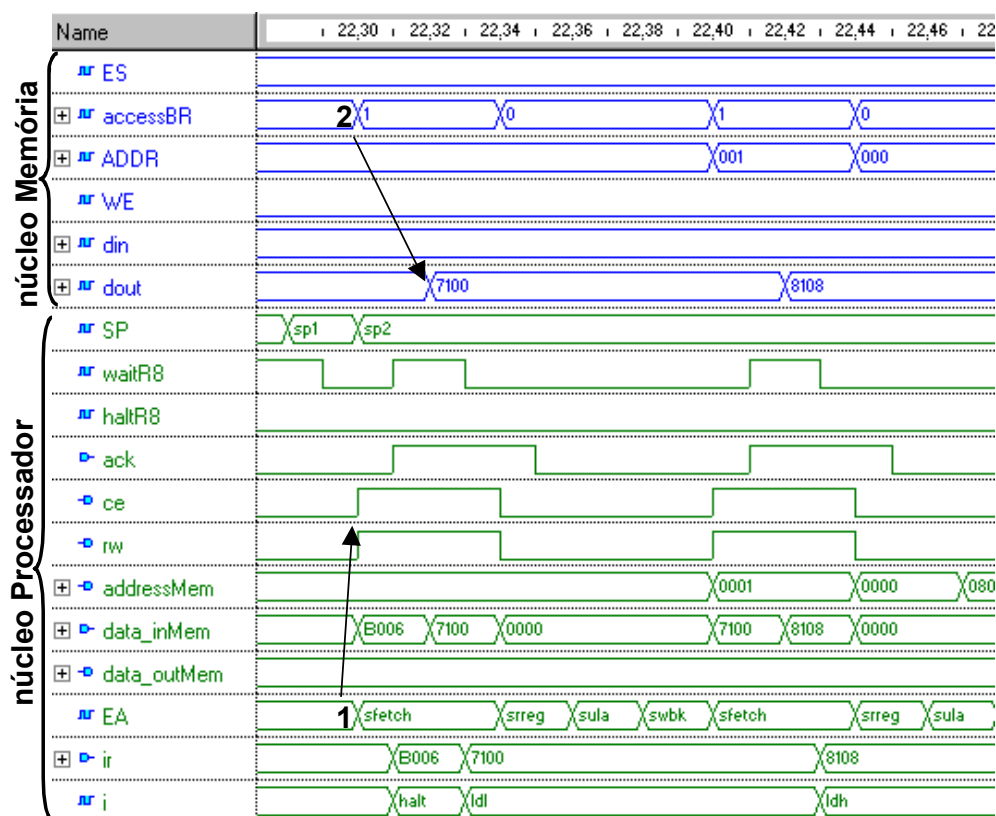 Name 22,30 22,32 22,34 22,36 22,38 22,40 22,42 22,44 22,46 22
núcleo Memória
ES
accessBR 2 1 0 1 0
ADDR 001 000
WE
din
dout 7100 8108
núcleo Processador
SP sp1 sp2
waitR8
haltR8
ack
ce
rw
addressMem 0001 0000 080
data_inMem B006 7100 0000 7100 8108 0000
data_outMem
EA 1 sfetch srreg sula swbk sfetch srreg sula
ir B006 7100 8108
i halt ldl ldh